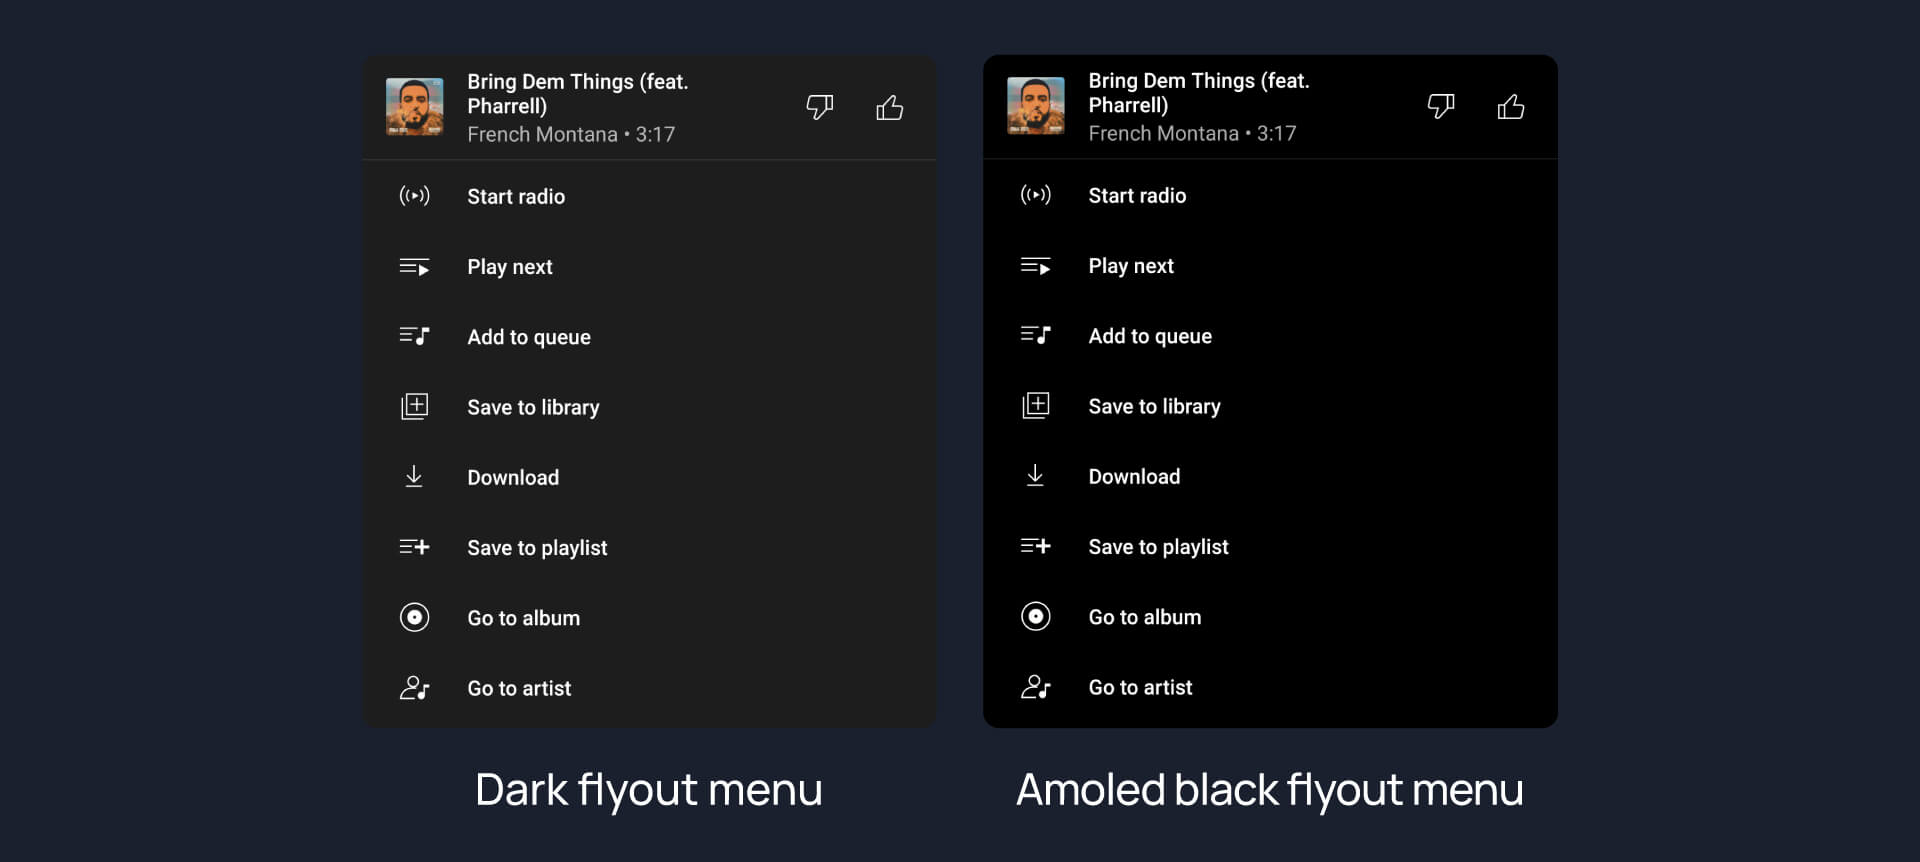 Bring Dem Things (feat.
Pharrell)
French Montana • 3:17
Start radio
Play next
Add to queue
Save to library
Download
Save to playlist
Go to album
Go to artist
Dark flyout menu
Bring Dem Things (feat.
Pharrell)
French Montana • 3:17
Start radio
Play next
Add to queue
Save to library
Download
Save to playlist
Go to album
Go to artist
Amoled black flyout menu